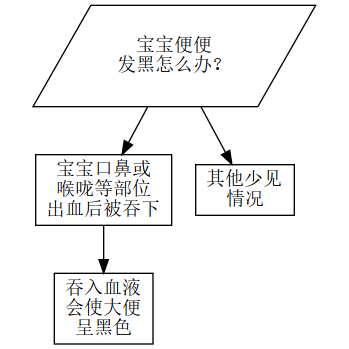 宝宝便便
发黑怎么办?
宝宝口鼻或
喉咙等部位
出血后被吞下
其他少见
情况
吞入血液
会使大便
呈黑色